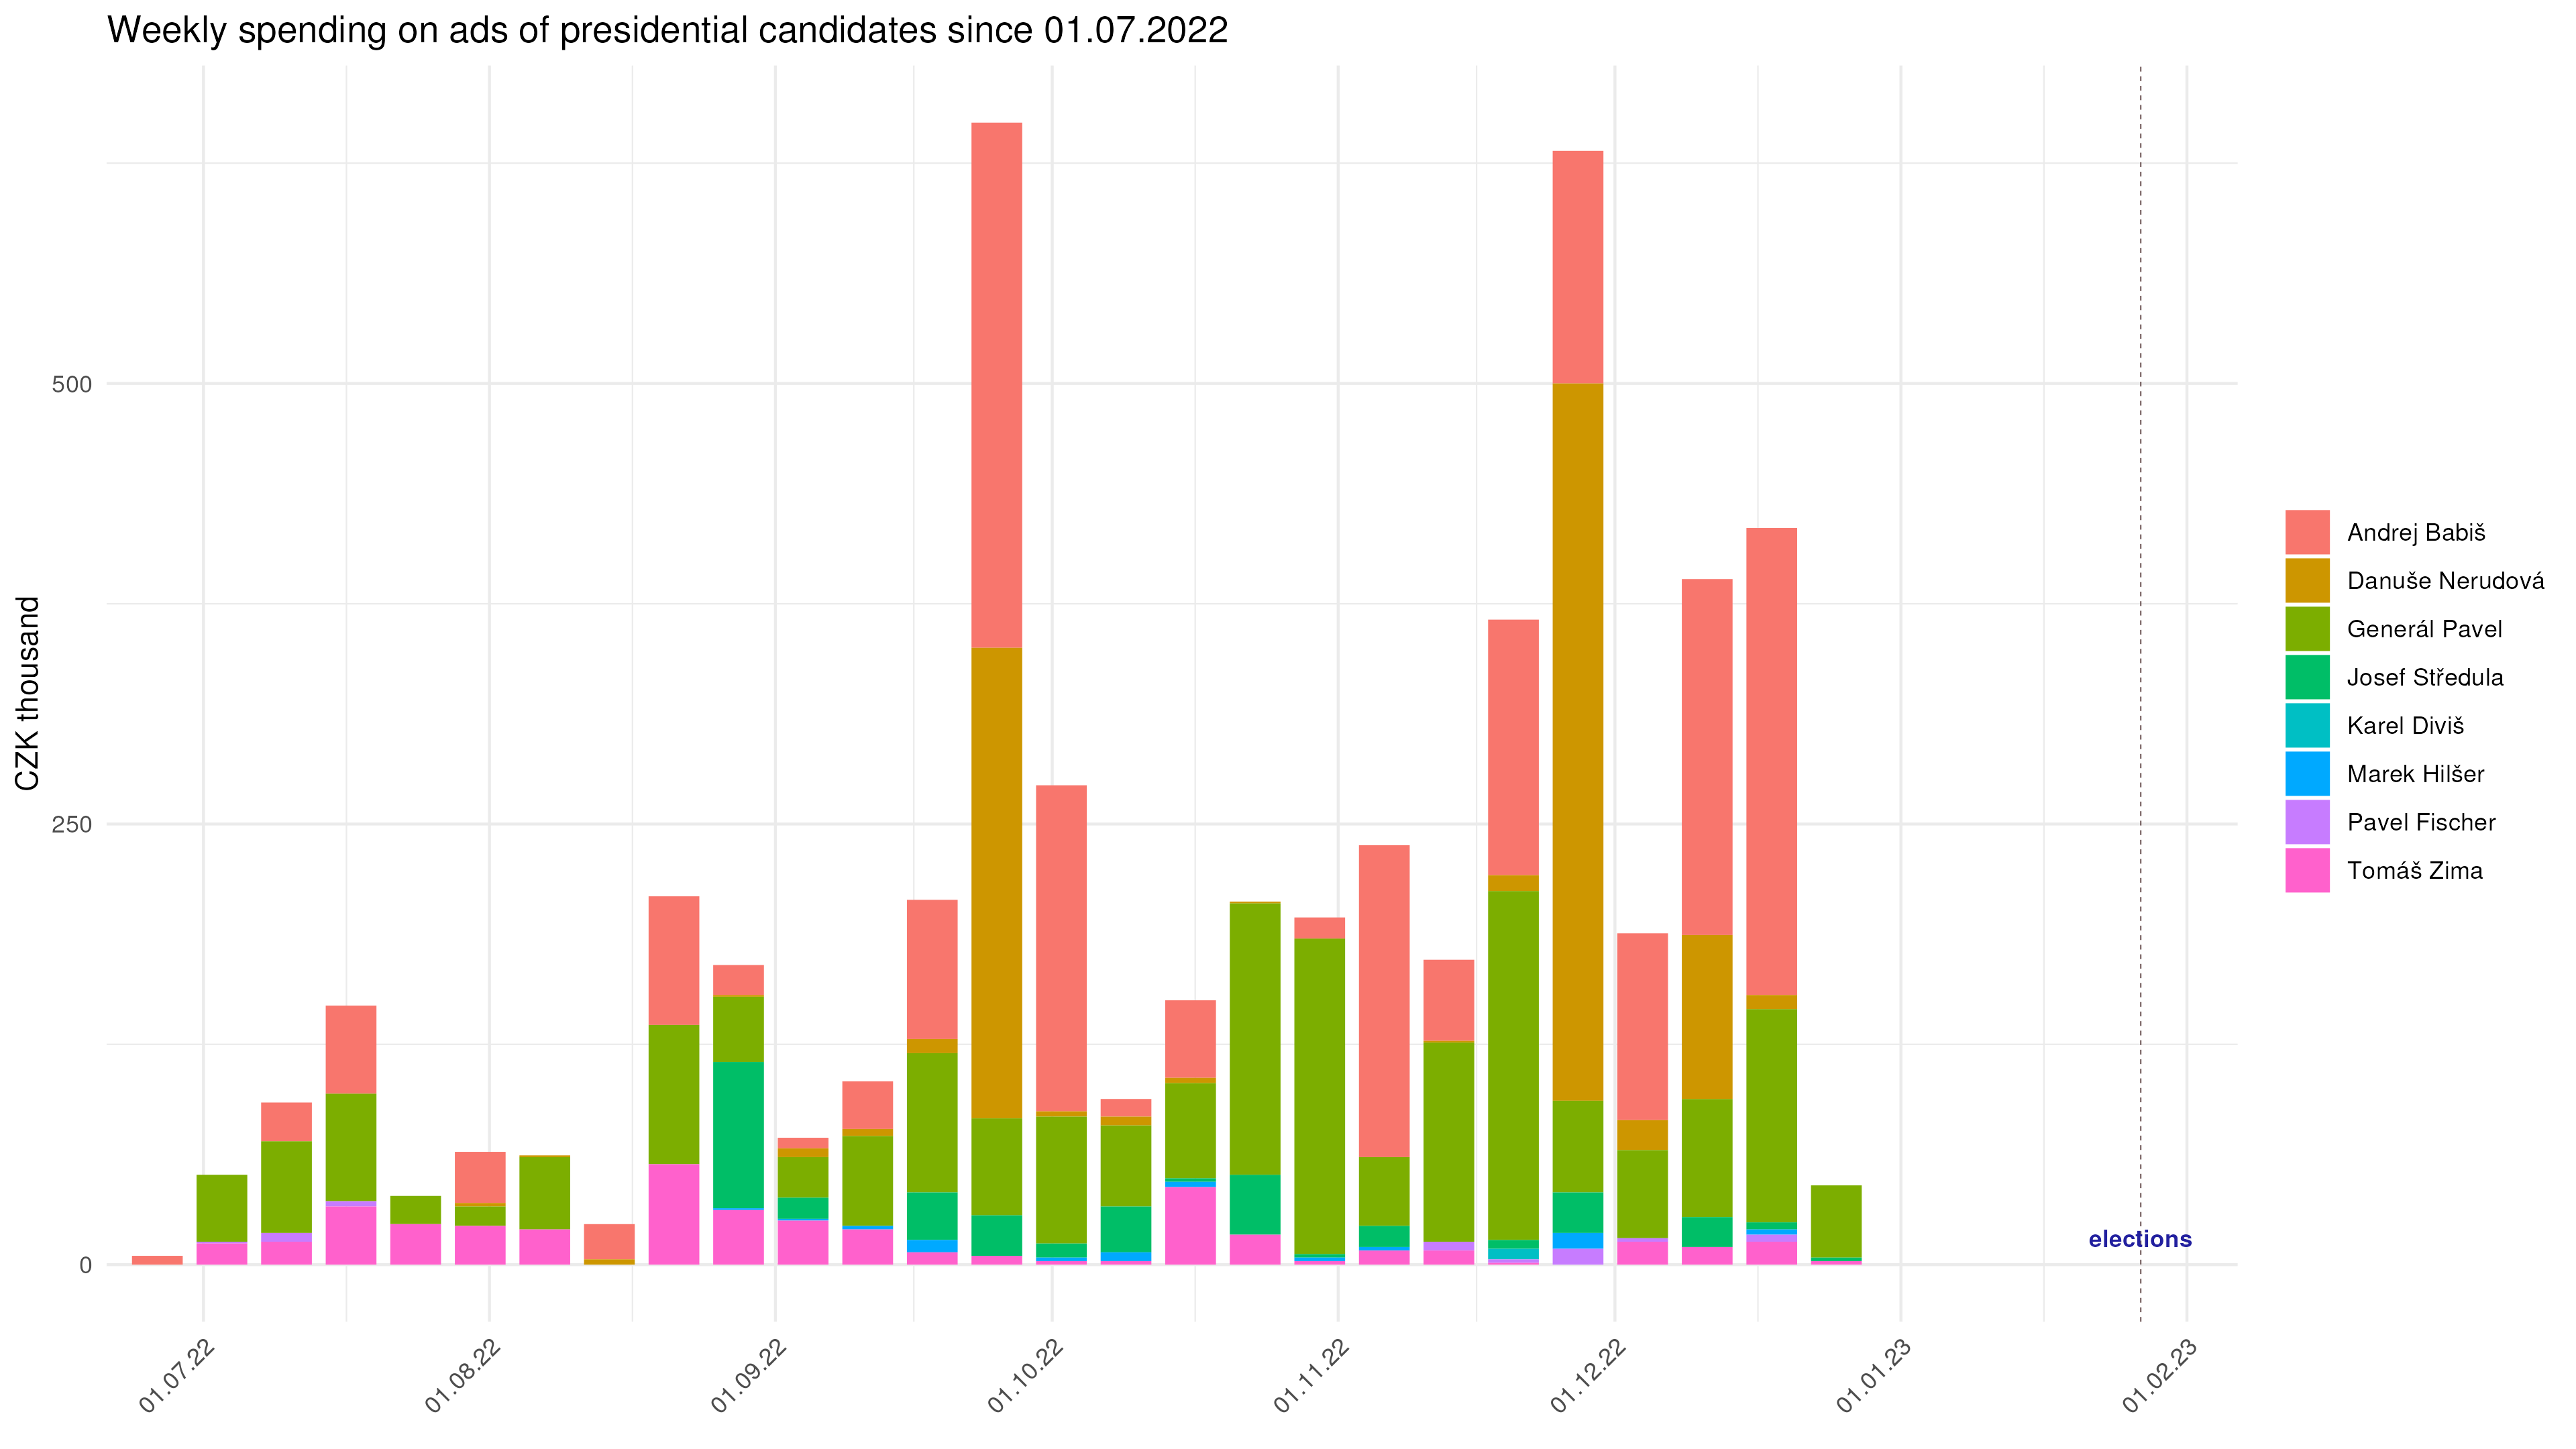 Weekly spending on ads of presidential candidates since 01.07.2022
CZK thousand
500
250
0
01.07.22
01.08.22
01.09.22
01.10.22
01.11.22
01.12.22
01.01.23
01.02.23
elections
Andrej Babiš
Danuše Nerudová
Generál Pavel
Josef Středula
Karel Diviš
Marek Hilšer
Pavel Fischer
Tomáš Zima